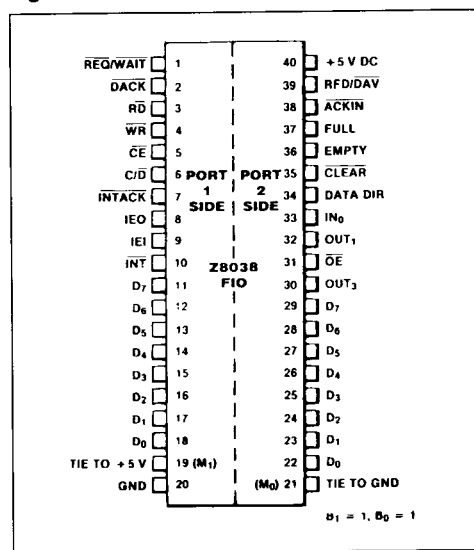 REQ/WAIT 1 40 +5 V DC
DACK 2 39 RFD/DAV
RD 3 38 ACKIN
WR 4 37 FULL
CE 5 36 EMPTY
C/D 6 PORT PORT 35 CLEAR
INTACK 7 1 2 34 DATA DIR
IEO 8 SIDE SIDE 33 IN₀
IEI 9 32 OUT₁
INT 10 Z8038 31 OE
D₇ 11 FIO 30 OUT₃
D₆ 12 29 D₇
D₅ 13 28 D₆
D₄ 14 27 D₅
D₃ 15 26 D₄
D₂ 16 25 D₃
D₁ 17 24 D₂
D₀ 18 23 D₁
TIE TO +5 V 19 (M₁) 22 D₀
GND 20 (M₀) 21 TIE TO GND
B₁ = 1, B₀ = 1